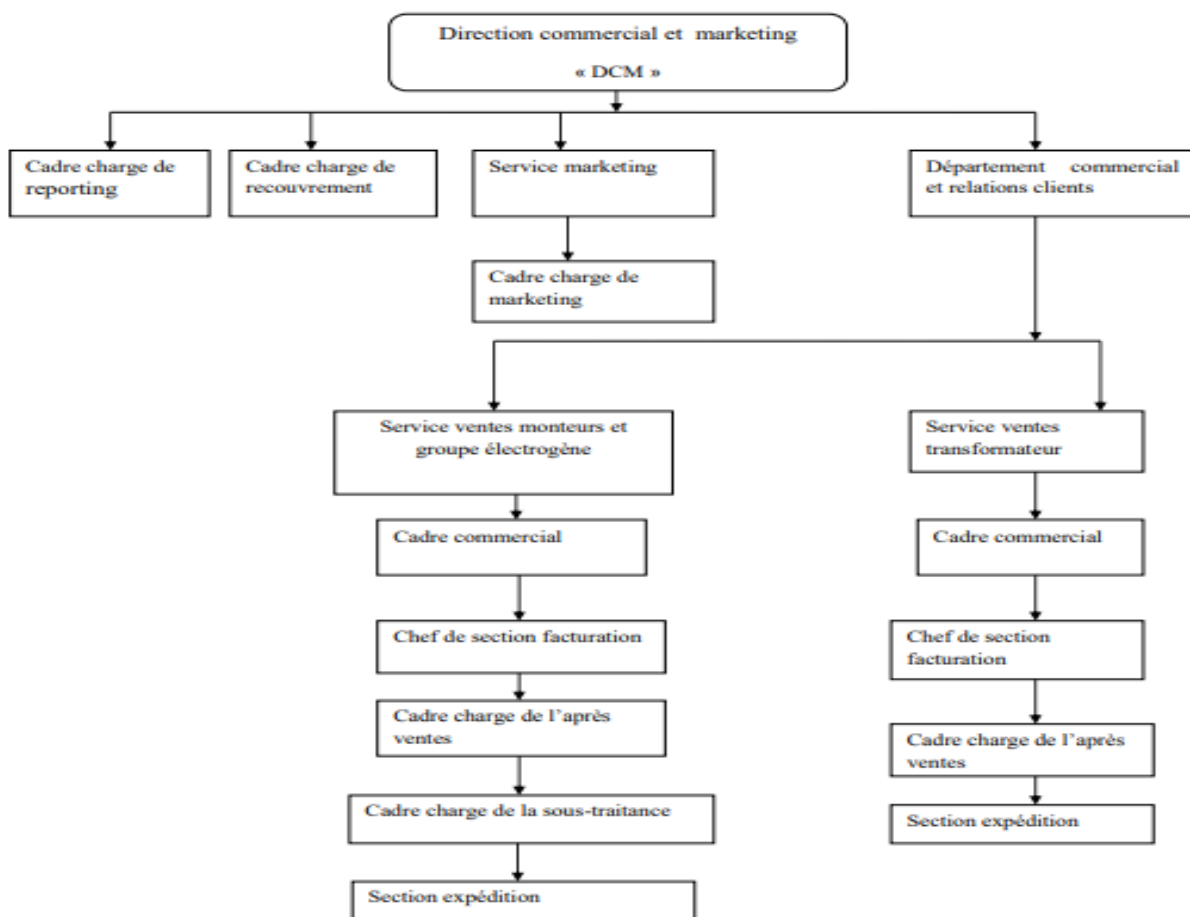 Direction commercial et marketing
« DCM »
Cadre charge de
reporting
Cadre charge de
recouvrement
Service marketing
Département commercial
et relations clients
Cadre charge de
marketing
Service ventes monteurs et
groupe électrogène
Service ventes
transformateur
Cadre commercial
Cadre commercial
Chef de section facturation
Chef de section
facturation
Cadre charge de l'après
ventes
Cadre charge de l'après
ventes
Cadre charge de la sous-traitance
Section expédition
Section expédition